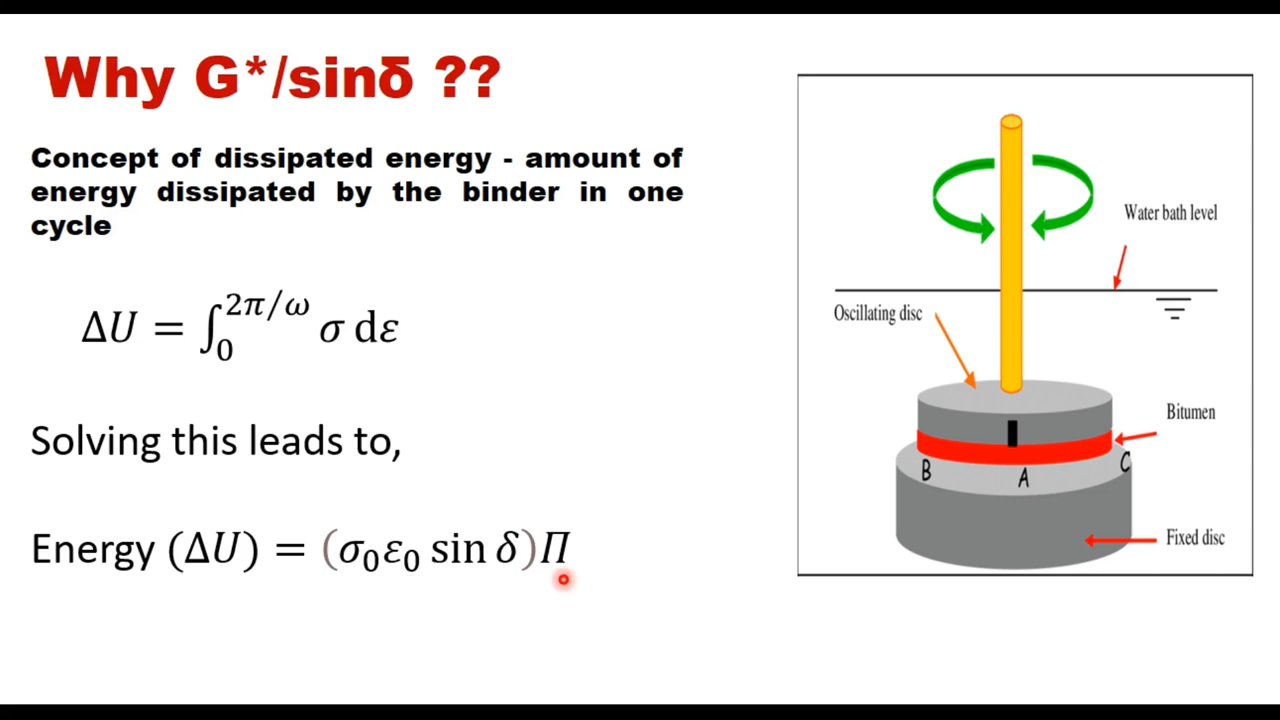 Why G*/sinδ ??
Concept of dissipated energy - amount of
energy dissipated by the binder in one
cycle
ΔU = ∫₀^{2π/ω} σ dε
Solving this leads to,
Energy (ΔU) = (σ₀ε₀ sin δ)Π
Water bath level
Oscillating disc
Bitumen
B
A
C
Fixed disc